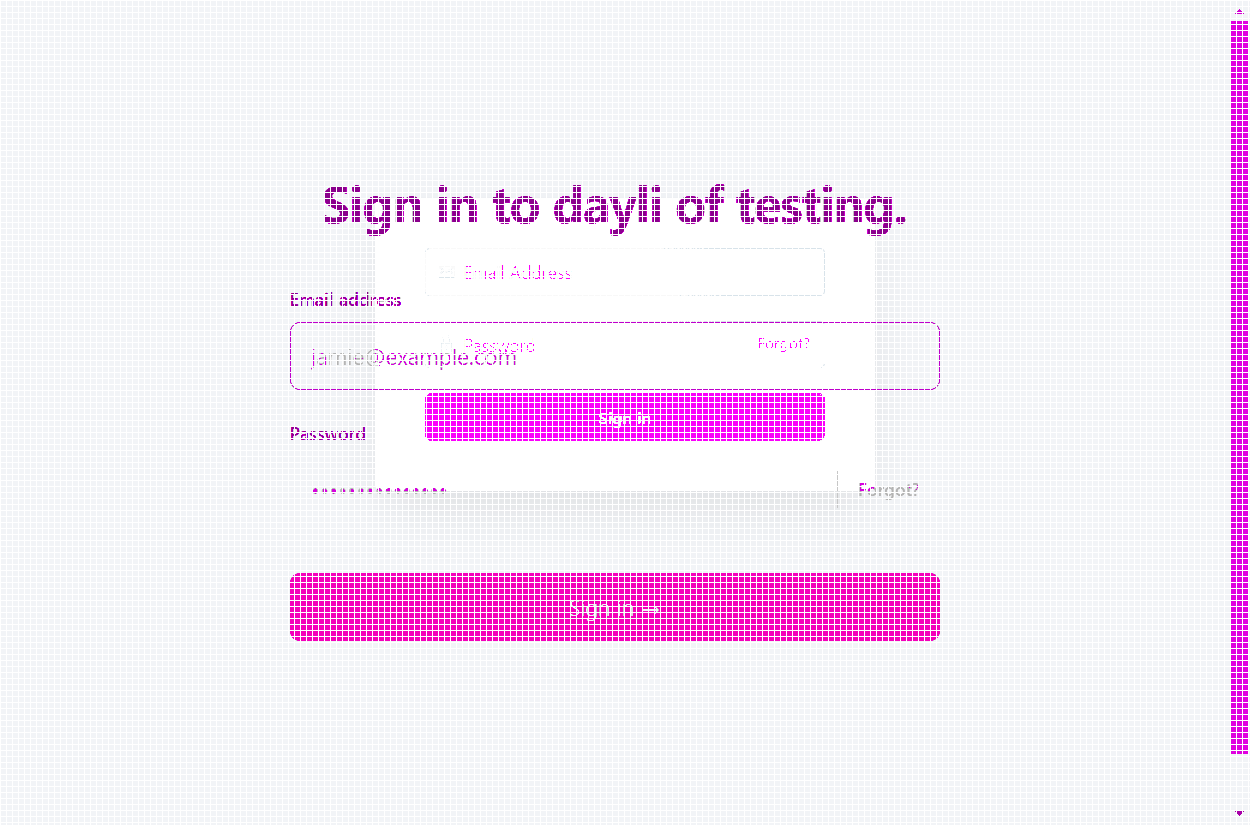 Sign in to dayli of testing.
Email Address
Email address
Password Forgot?
jamie@example.com
Sign in
Password
Forgot?
Sign in →